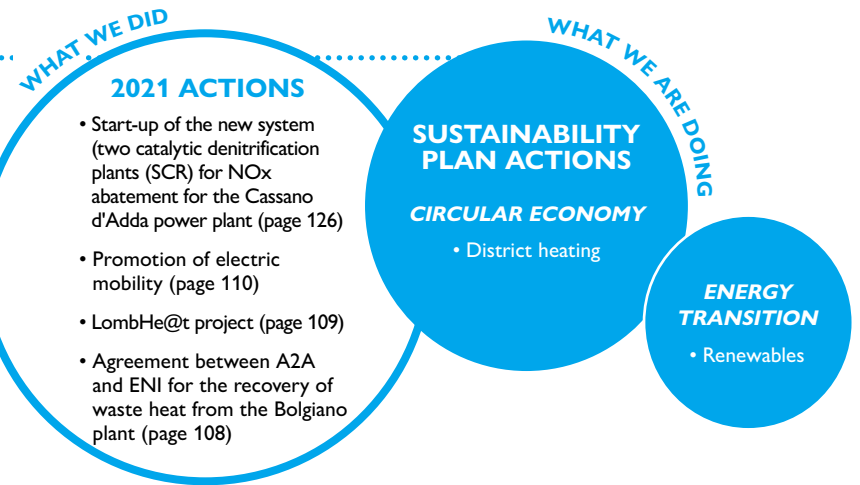 WHAT WE DID
2021 ACTIONS
• Start-up of the new system
(two catalytic denitrification
plants (SCR) for NOx
abatement for the Cassano
d'Adda power plant (page 126)
• Promotion of electric
mobility (page 110)
• LombHe@t project (page 109)
• Agreement between A2A
and ENI for the recovery of
waste heat from the Bolgiano
plant (page 108)
WHAT WE ARE DOING
SUSTAINABILITY
PLAN ACTIONS
CIRCULAR ECONOMY
• District heating
ENERGY
TRANSITION
• Renewables